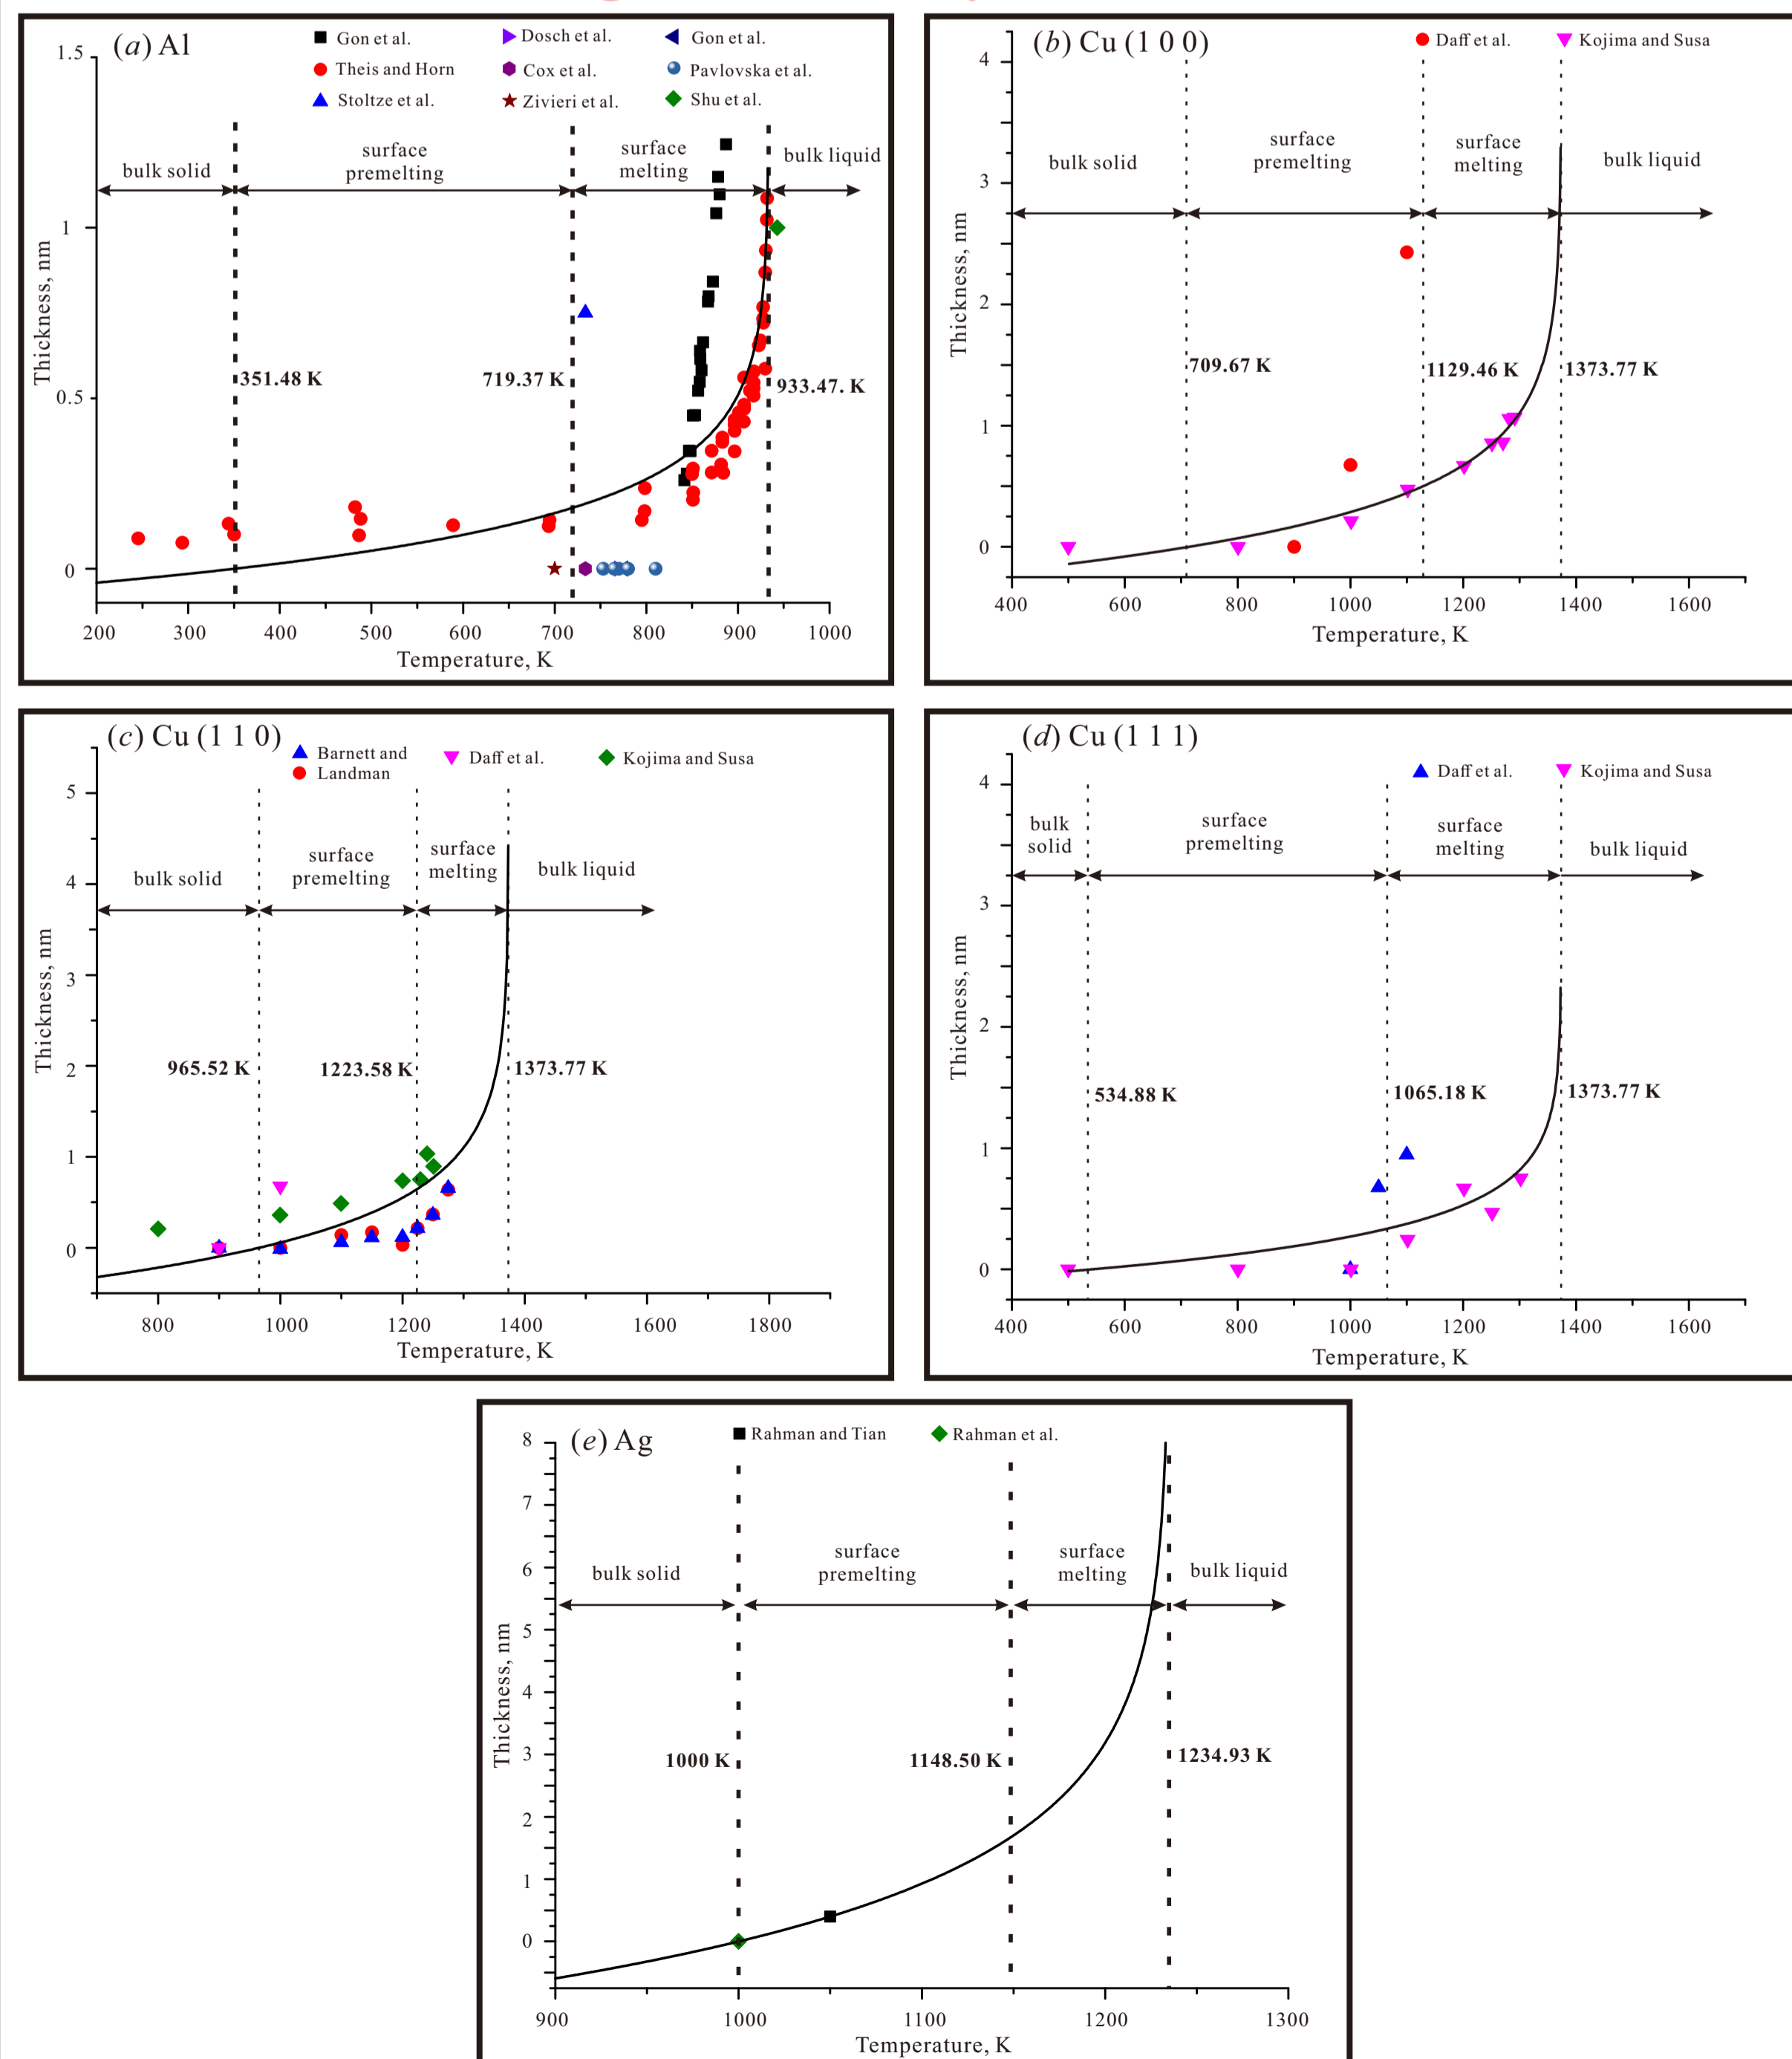 (a) Al
Gon et al.
Dosch et al.
Gon et al.
Theis and Horn
Cox et al.
Pavlovska et al.
Stoltze et al.
Zivieri et al.
Shu et al.
bulk solid
surface
premelting
surface
melting
bulk liquid
351.48 K
719.37 K
933.47. K
Thickness, nm
1.5
1
0.5
0
200 300 400 500 600 700 800 900 1000
Temperature, K
(b) Cu (1 0 0)
Daff et al.
Kojima and Susa
bulk solid
surface
premelting
surface
melting
bulk liquid
709.67 K
1129.46 K
1373.77 K
Thickness, nm
4
3
2
1
0
400 600 800 1000 1200 1400 1600
Temperature, K
(c) Cu (1 1 0)
Barnett and
Landman
Daff et al.
Kojima and Susa
bulk solid
surface
premelting
surface
melting
bulk liquid
965.52 K
1223.58 K
1373.77 K
Thickness, nm
5
4
3
2
1
0
800 1000 1200 1400 1600 1800
Temperature, K
(d) Cu (1 1 1)
Daff et al.
Kojima and Susa
bulk
solid
surface
premelting
surface
melting
bulk liquid
534.88 K
1065.18 K
1373.77 K
Thickness, nm
4
3
2
1
0
400 600 800 1000 1200 1400 1600
Temperature, K
(e) Ag
Rahman and Tian
Rahman et al.
bulk solid
surface
premelting
surface
melting
bulk liquid
1000 K
1148.50 K
1234.93 K
Thickness, nm
8
7
6
5
4
3
2
1
0
900 1000 1100 1200 1300
Temperature, K